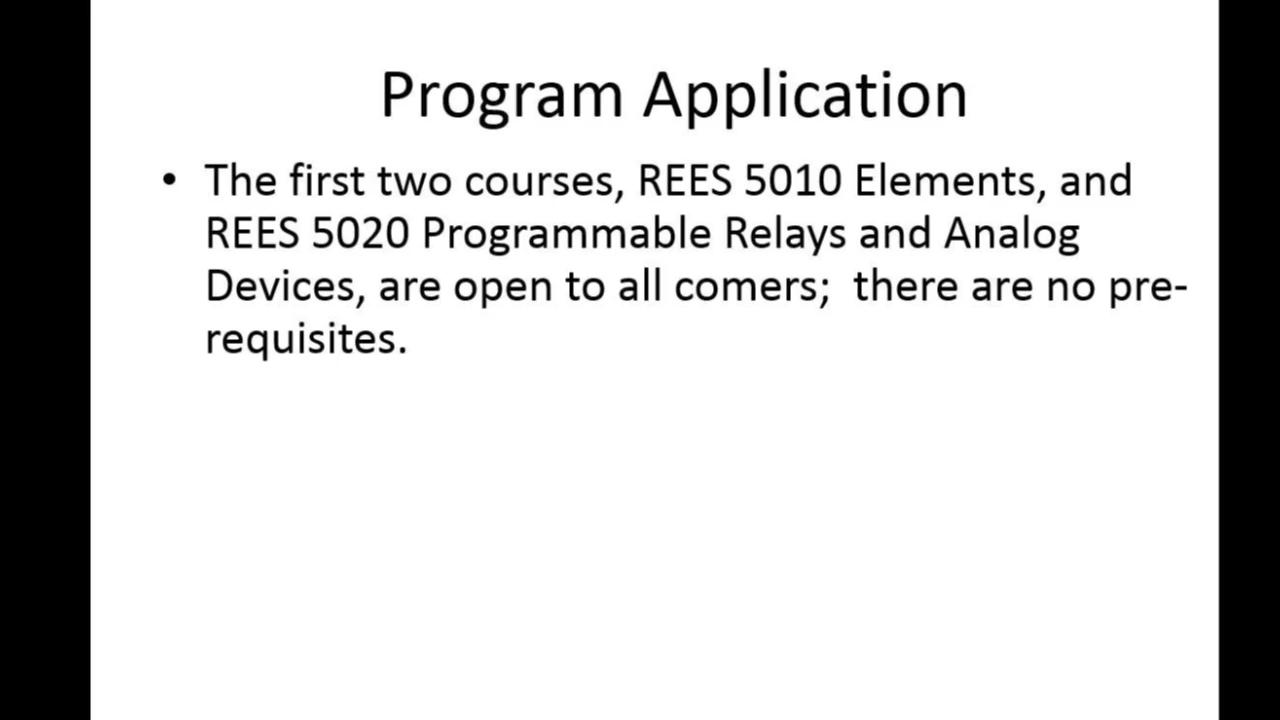 Program Application
• The first two courses, REES 5010 Elements, and
REES 5020 Programmable Relays and Analog
Devices, are open to all comers;  there are no pre-
requisites.